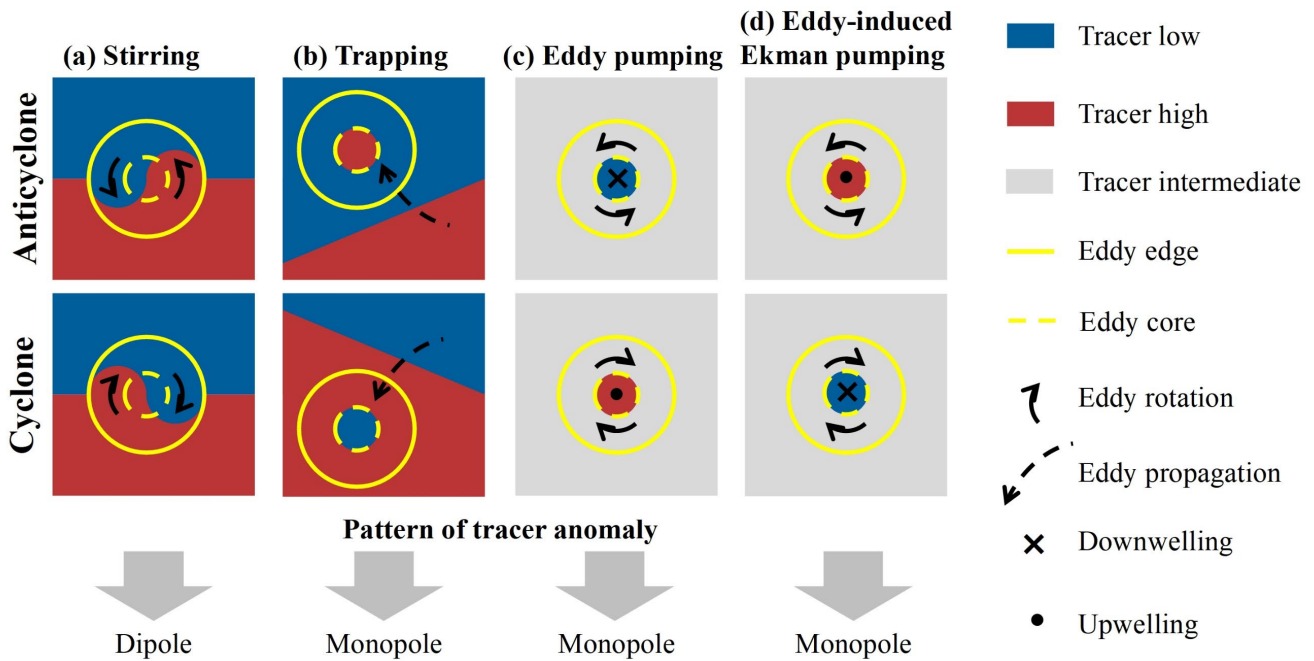 (a) Stirring
(b) Trapping
(c) Eddy pumping
(d) Eddy-induced
Ekman pumping
Anticyclone
Cyclone
Pattern of tracer anomaly
Dipole
Monopole
Monopole
Monopole
Tracer low
Tracer high
Tracer intermediate
Eddy edge
Eddy core
Eddy rotation
Eddy propagation
Downwelling
Upwelling